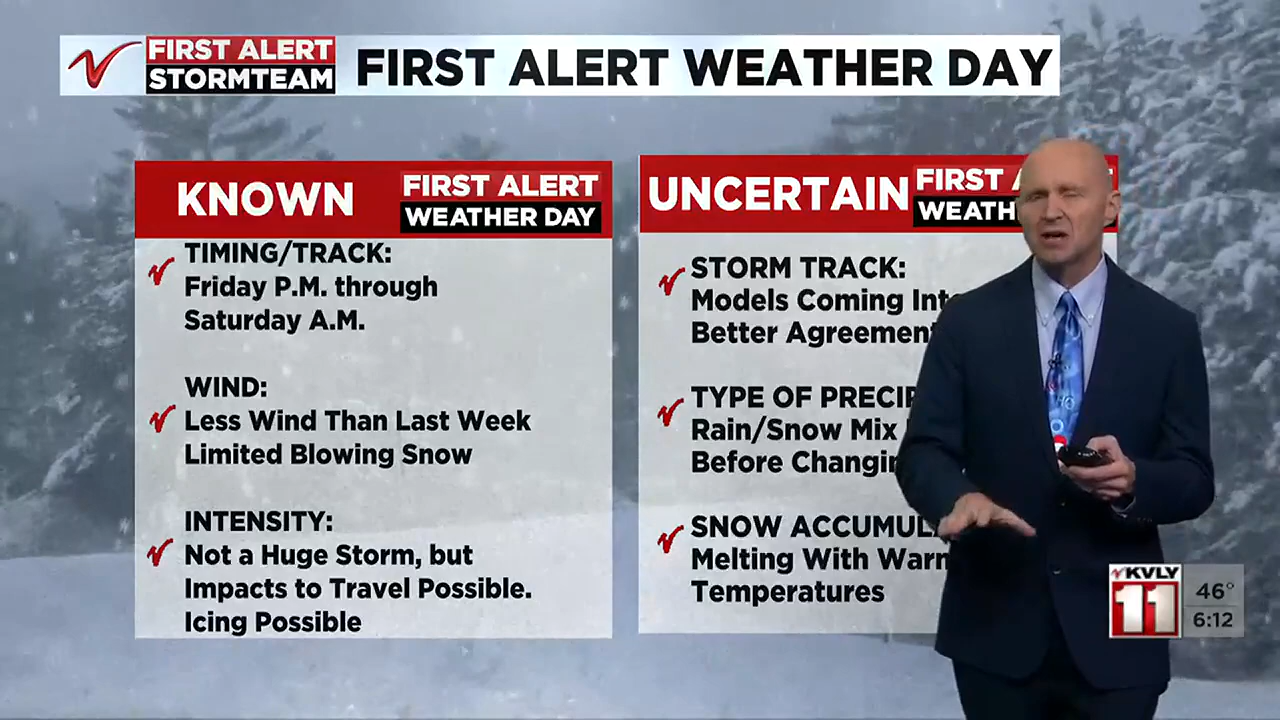 FIRST ALERT
STORMTEAM
FIRST ALERT WEATHER DAY
KNOWN
FIRST ALERT
WEATHER DAY
TIMING/TRACK:
Friday P.M. through
Saturday A.M.
WIND:
Less Wind Than Last Week
Limited Blowing Snow
INTENSITY:
Not a Huge Storm, but
Impacts to Travel Possible.
Icing Possible
UNCERTAIN
FIRST
STORM TRACK:
Models Coming
Better
TYPE OF
Rain/Snow Mix
Before
SNOW
Melting With
Temperatures
KVLY
11
46°
6:12